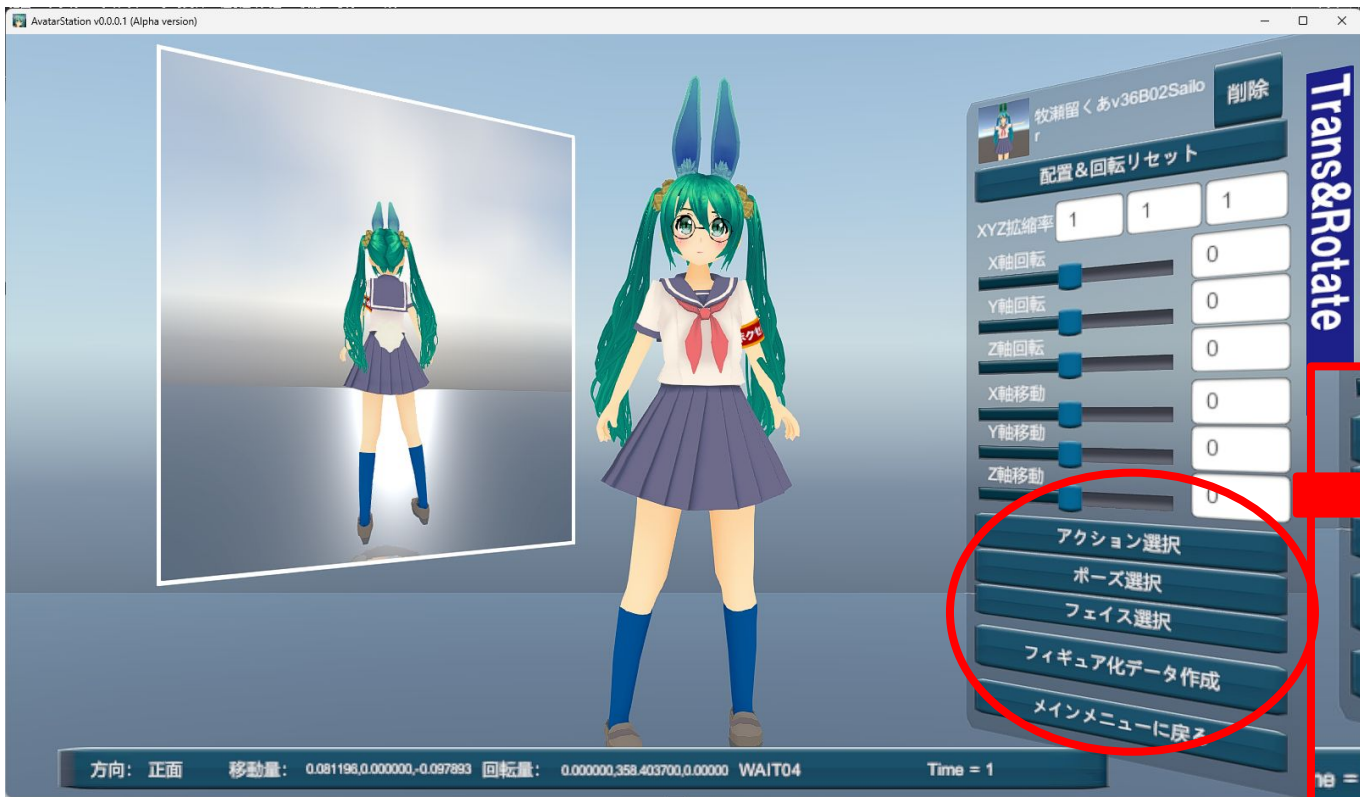 AvatarStation v0.0.0.1 (Alpha version)
牧瀬留くあv36B02Sailo
r
削除
配置&回転リセット
XYZ拡縮率 1 1 1
X軸回転 0
Y軸回転 0
Z軸回転 0
X軸移動 0
Y軸移動 0
Z軸移動 0
アクション選択
ポーズ選択
フェイス選択
フィギュア化データ作成
メインメニューに戻る
Trans&Rotate
方向: 正面 移動量: 0.081196,0.000000,-0.097893 回転量: 0.000000,358.403700,0.00000 WAIT04 Time = 1
me =